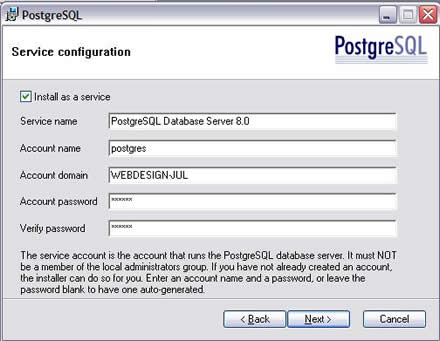 PostgreSQL
Service configuration
PostgreSQL
Install as a service
Service name
PostgreSQL Database Server 8.0
Account name
postgres
Account domain
WEBDESIGN-JUL
Account password
******
Verify password
******
The service account is the account that runs the PostgreSQL database server. It must NOT
be a member of the local administrators group. If you have not already created an account,
the installer can do so for you. Enter an account name and a password, or leave the
password blank to have one auto-generated.
< Back
Next >
Cancel